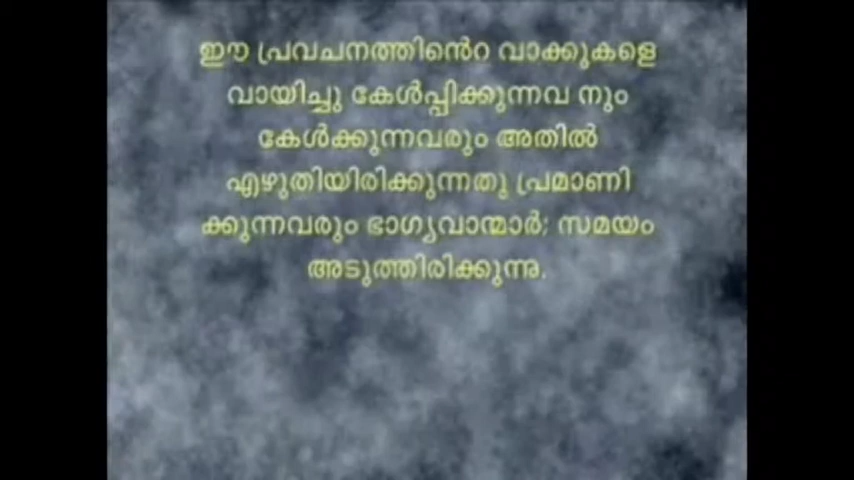 ഈ പ്രവചനത്തിൻെറ വാക്കുകളെ
വായിച്ചു കേൾപ്പിക്കുന്നവ നും
കേൾക്കുന്നവരും അതിൽ
എഴുതിയിരിക്കുന്നതു പ്രമാണി
ക്കുന്നവരും ഭാഗ്യവാന്മാർ; സമയം
അടുത്തിരിക്കുന്നു.